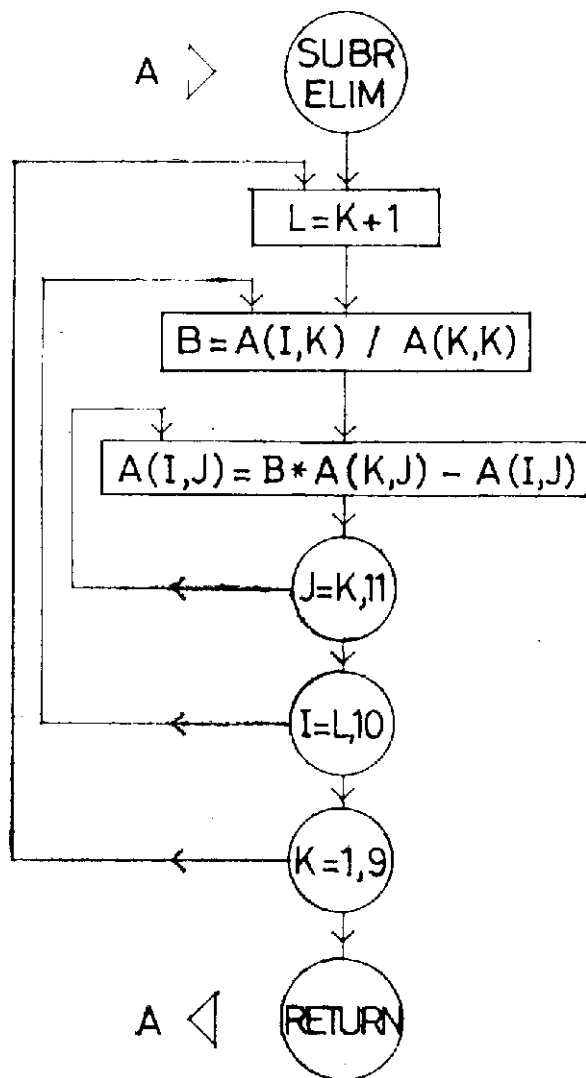 A
SUBR
ELIM
L=K+1
B=A(I,K) / A(K,K)
A(I,J)=B*A(K,J)-A(I,J)
J=K,11
I=L,10
K=1,9
A
RETURN